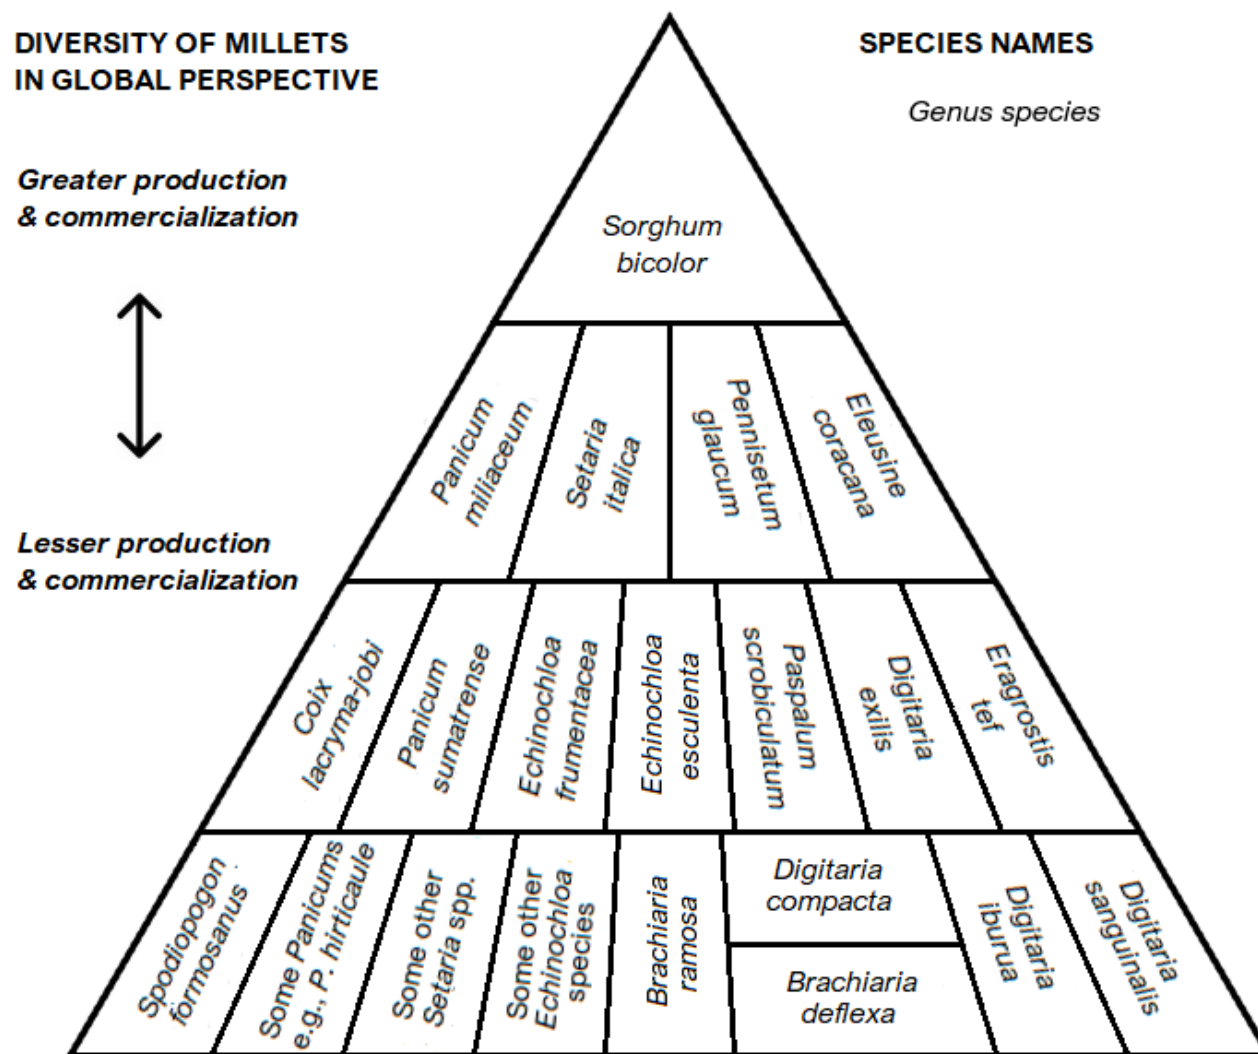 DIVERSITY OF MILLETS
IN GLOBAL PERSPECTIVE
SPECIES NAMES
Genus species
Greater production
& commercialization
Lesser production
& commercialization
Sorghum
bicolor
Panicum
miliaceum
Setaria
italica
Pennisetum
glaucum
Eleusine
coracana
Coix
lacryma-jobi
Panicum
sumatrense
Echinochloa
frumentacea
Echinochloa
esculenta
Paspalum
scrobiculatum
Digitaria
exilis
Eragrostis
tef
Spodiopogon
formosanus
Some Panicums
e.g., P. hirticaule
Some other
Setaria spp.
Some other
Echinochloa
species
Brachiaria
ramosa
Digitaria
compacta
Brachiaria
deflexa
Digitaria
iburua
Digitaria
sanguinalis